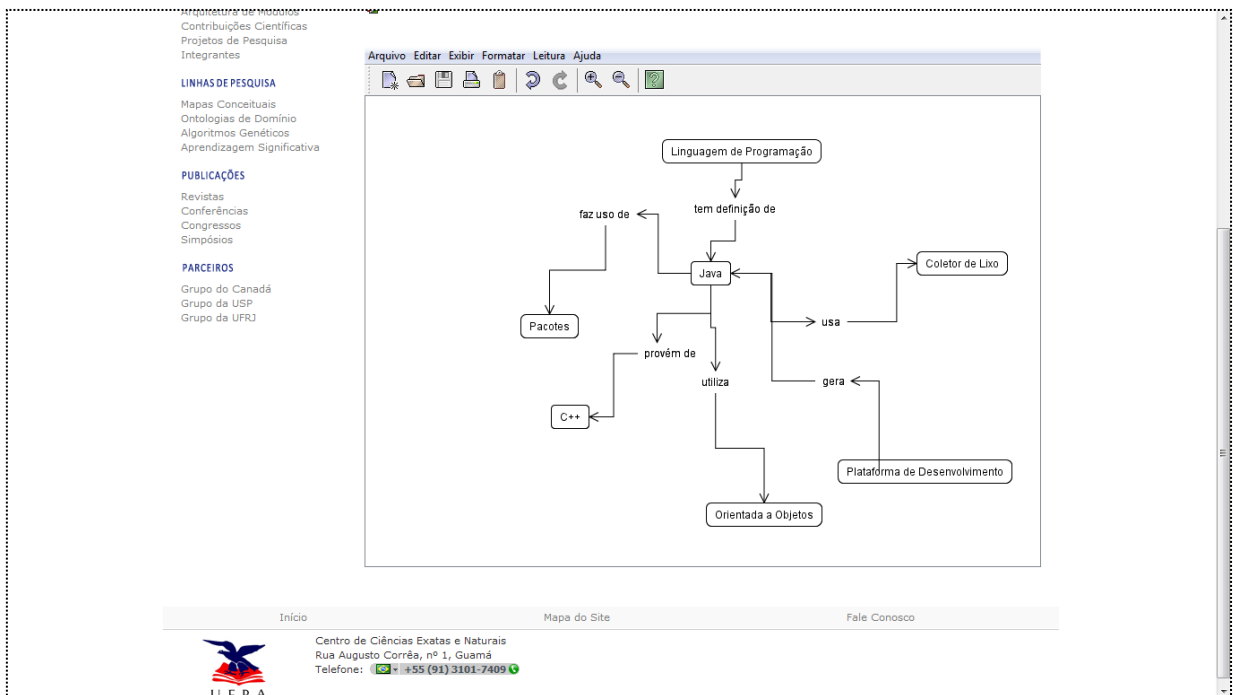 Arquitetura de Módulos
Contribuições Científicas
Projetos de Pesquisa
Integrantes
LINHAS DE PESQUISA
Mapas Conceituais
Ontologias de Domínio
Algoritmos Genéticos
Aprendizagem Significativa
PUBLICAÇÕES
Revistas
Conferências
Congressos
Simpósios
PARCEIROS
Grupo do Canadá
Grupo da USP
Grupo da UFRJ
Arquivo Editar Exibir Formatar Leitura Ajuda
Linguagem de Programação
tem definição de
faz uso de
Java
Coletor de Lixo
Pacotes
usa
provém de
utiliza
gera
C++
Plataforma de Desenvolvimento
Orientada a Objetos
Início
Mapa do Site
Fale Conosco
Centro de Ciências Exatas e Naturais
Rua Augusto Corrêa, nº 1, Guamá
Telefone: +55 (91) 3101-7409
U F P A